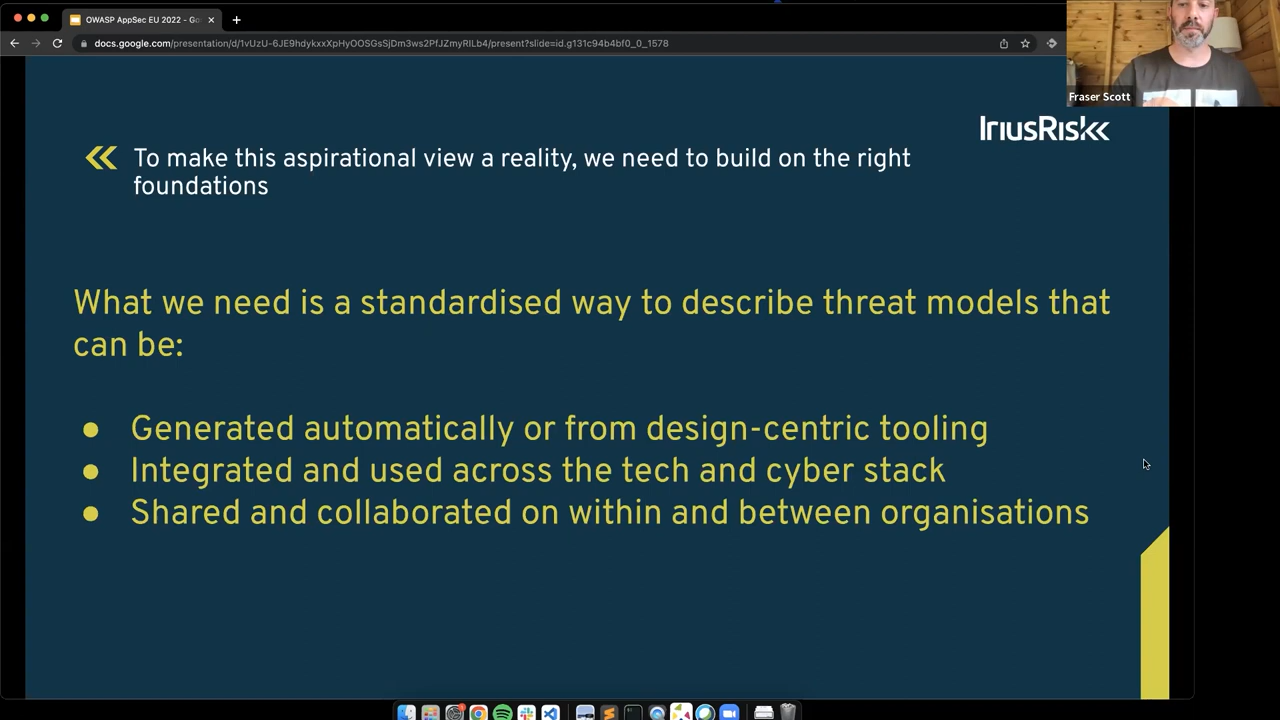 OWASP AppSec EU 2022 - Go
docs.google.com/presentation/d/1vUzU-6JE9hdykxxXpHyOOSGsSjDm3ws2PfJZmyRILb4/present?slide=id.g131c94b4bf0_0_1578
Fraser Scott
IriusRisk
To make this aspirational view a reality, we need to build on the right
foundations
What we need is a standardised way to describe threat models that
can be:
● Generated automatically or from design-centric tooling
● Integrated and used across the tech and cyber stack
● Shared and collaborated on within and between organisations